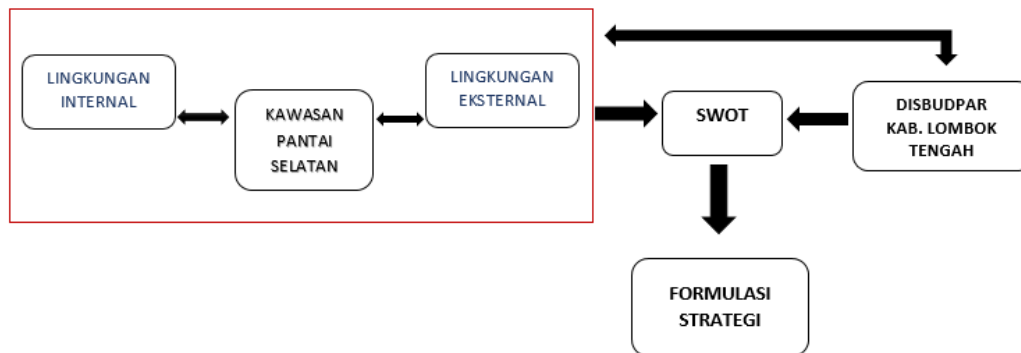 LINGKUNGAN
INTERNAL
KAWASAN
PANTAI
SELATAN
LINGKUNGAN
EKSTERNAL
SWOT
DISBUDPAR
KAB. LOMBOK
TENGAH
FORMULASI
STRATEGI